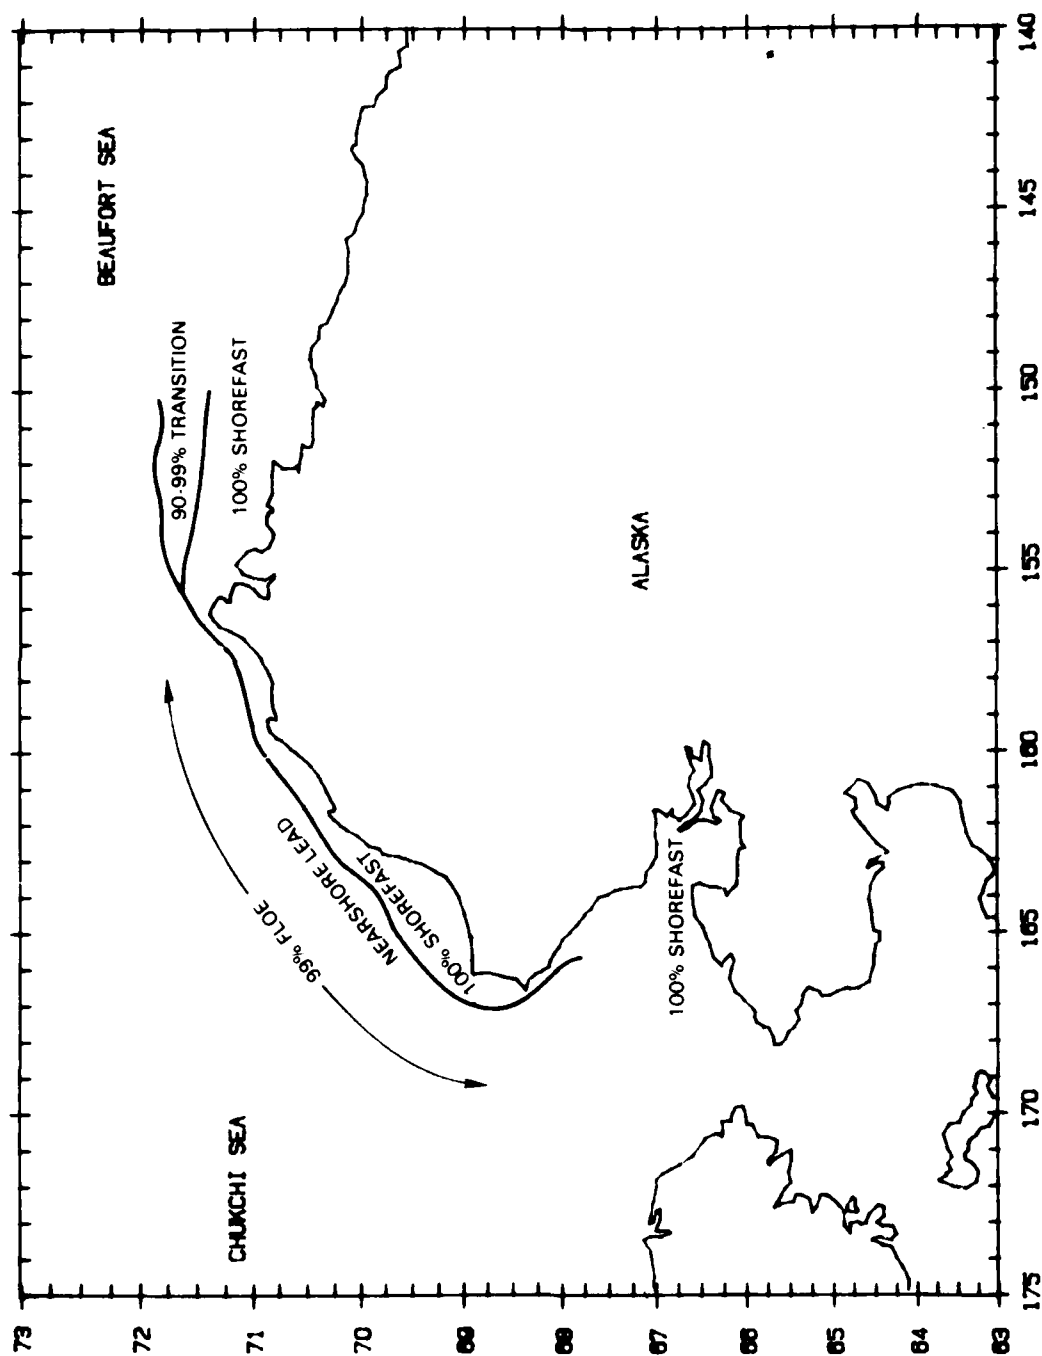 BEAUFORT SEA
90-99% TRANSITION
100% SHOREFAST
ALASKA
99% FLOE
NEARSHORE LEAD
100% SHOREFAST
100% SHOREFAST
CHUKCHI SEA
73
72
71
70
69
68
67
66
65
64
63
175
170
165
160
155
150
145
140